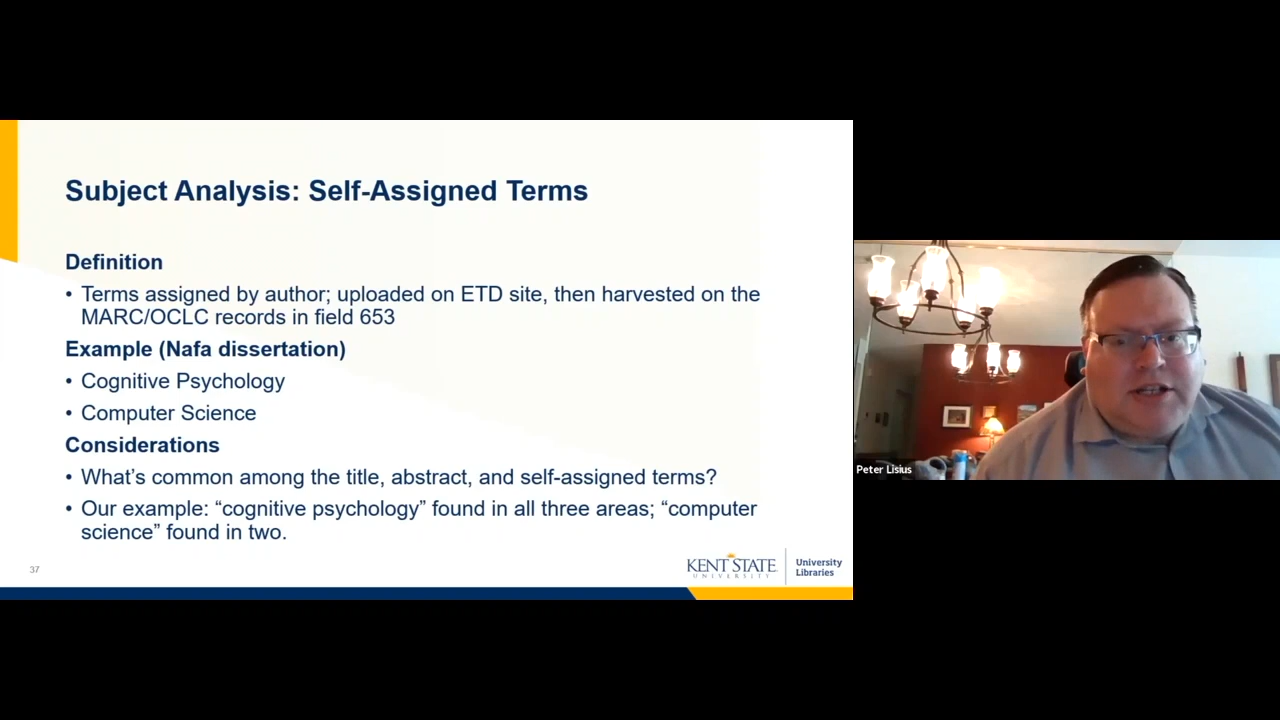 Subject Analysis: Self-Assigned Terms
Definition
• Terms assigned by author; uploaded on ETD site, then harvested on the
MARC/OCLC records in field 653
Example (Nafa dissertation)
• Cognitive Psychology
• Computer Science
Considerations
• What’s common among the title, abstract, and self-assigned terms?
• Our example: “cognitive psychology” found in all three areas; “computer
science” found in two.
37
KENT STATE
UNIVERSITY
University
Libraries
Peter Lisius